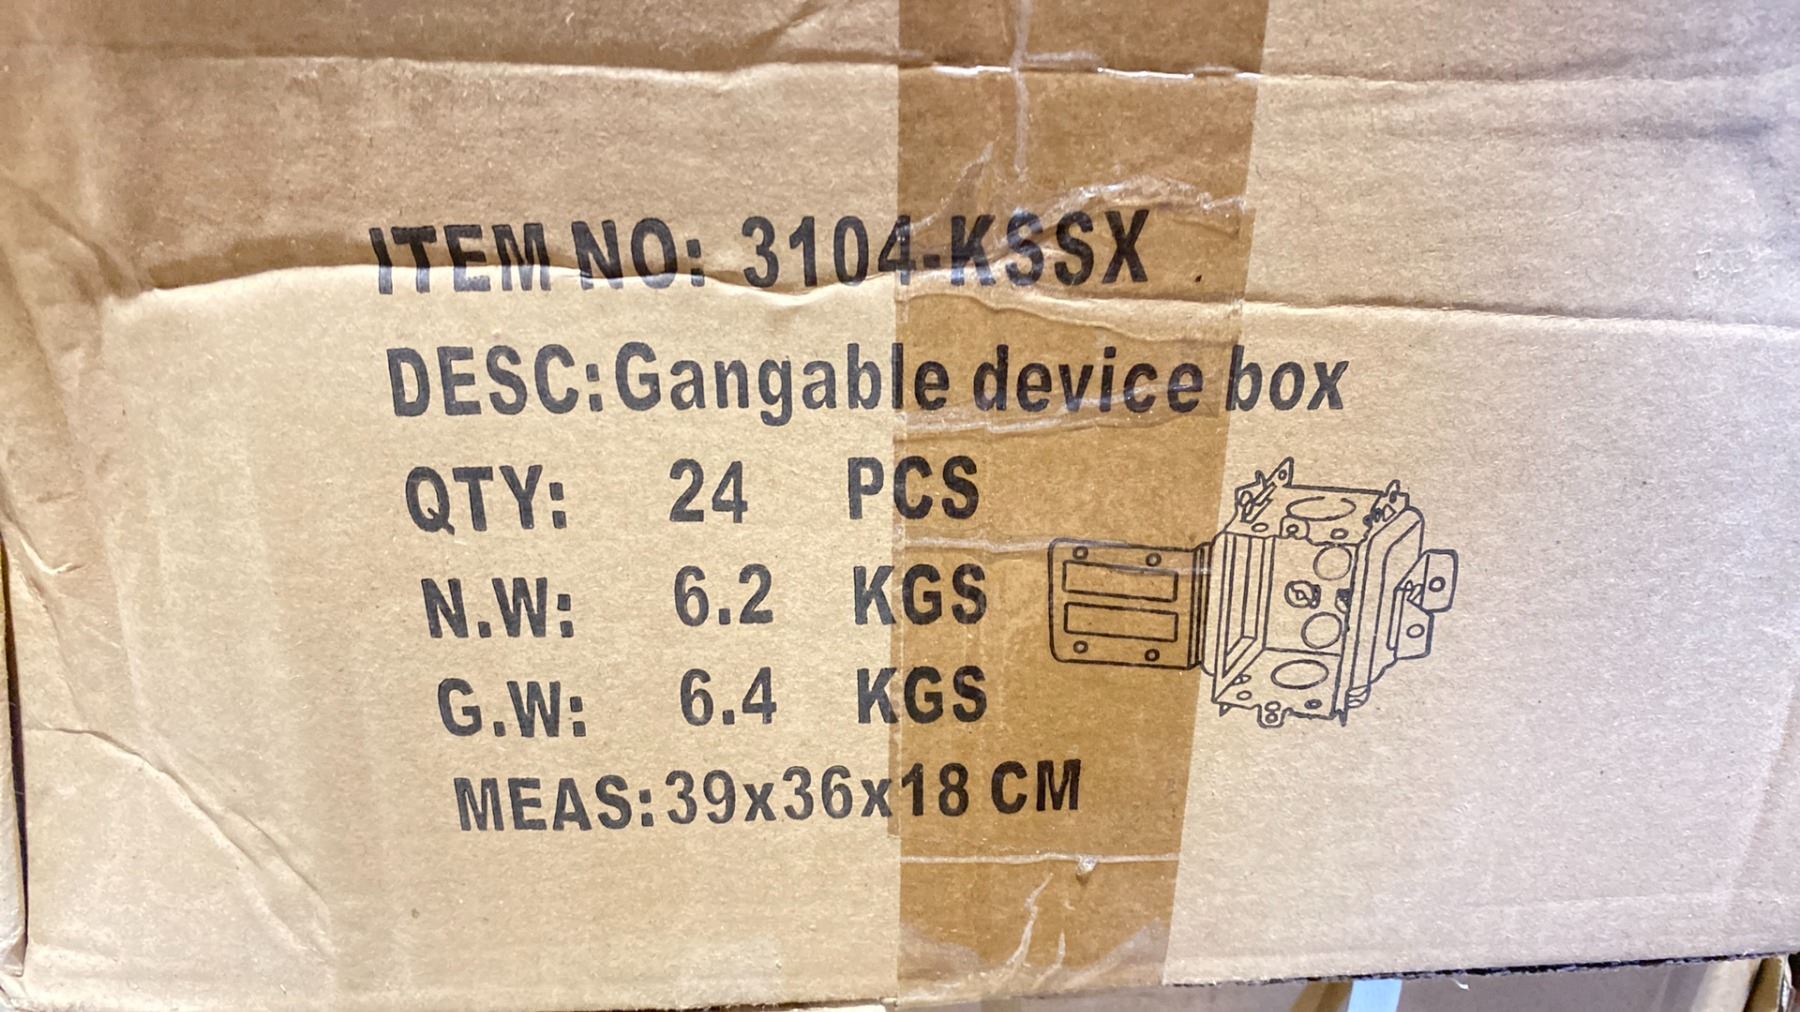 ITEM NO: 3104-KSSX
DESC:Gangable device box
QTY: 24 PCS
N.W: 6.2 KGS
G.W: 6.4 KGS
MEAS:39x36x18 CM